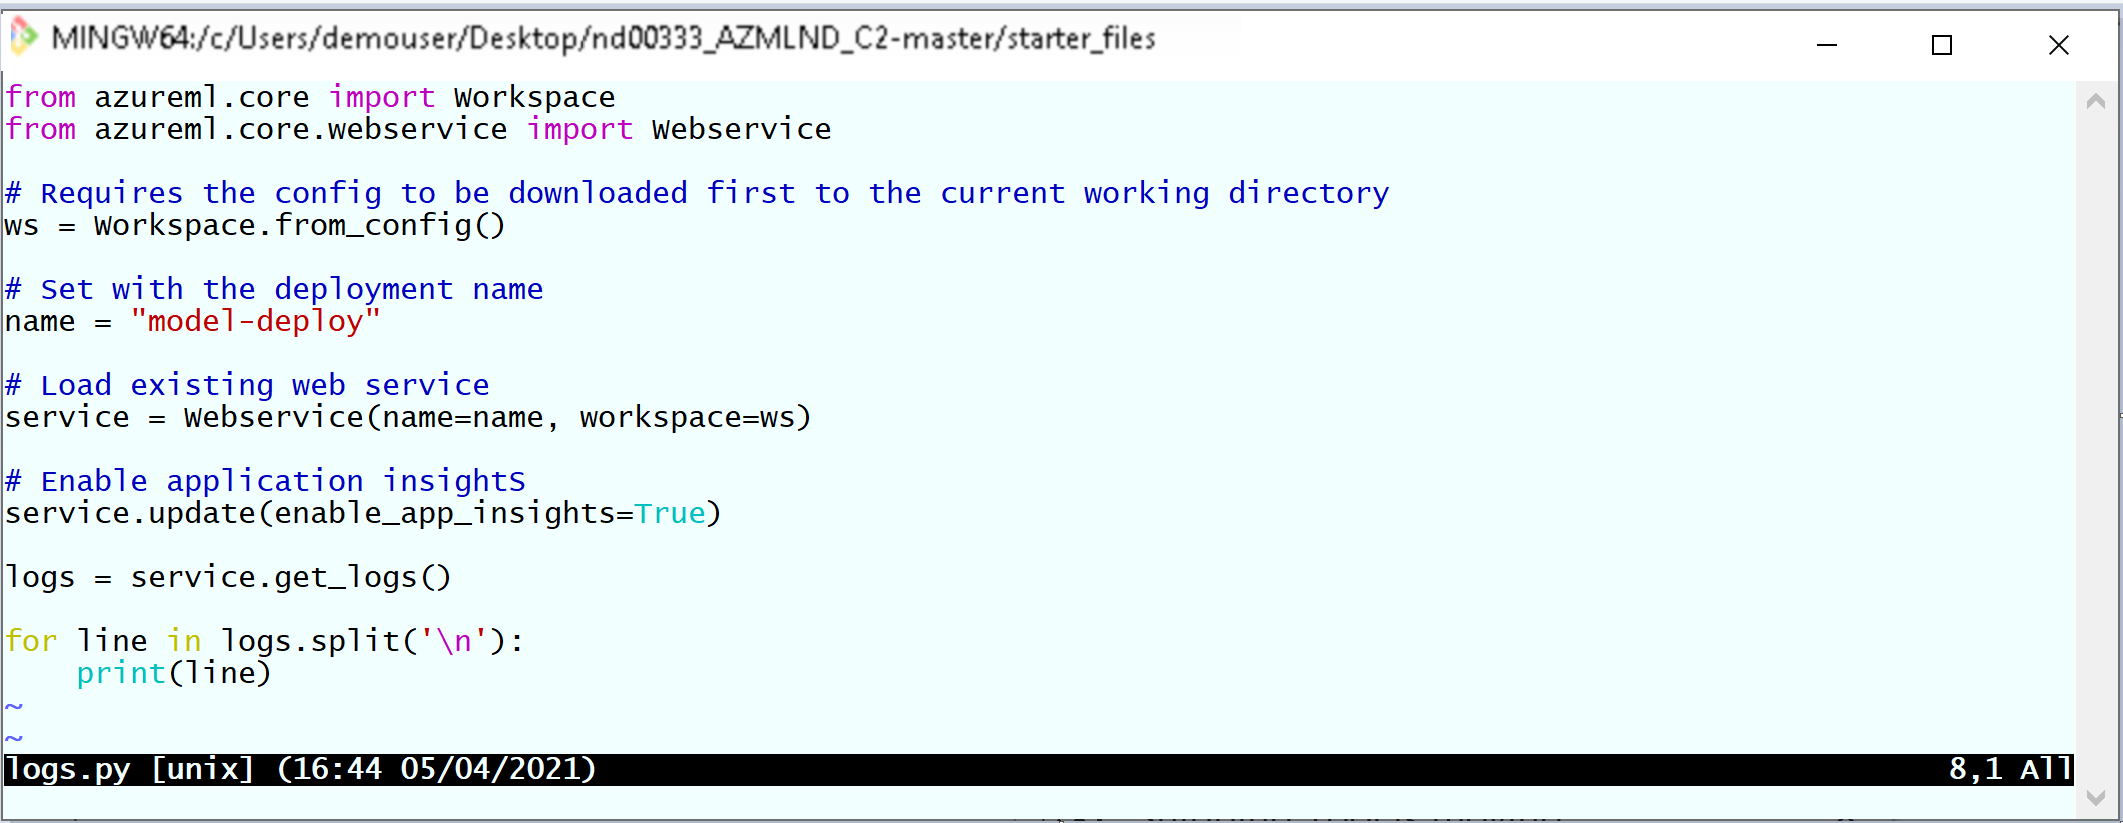 MINGW64:/c/Users/demouser/Desktop/nd00333_AZMLND_C2-master/starter_files
from azureml.core import Workspace
from azureml.core.webservice import Webservice
# Requires the config to be downloaded first to the current working directory
ws = Workspace.from_config()
# Set with the deployment name
name = "model-deploy"
# Load existing web service
service = Webservice(name=name, workspace=ws)
# Enable application insightS
service.update(enable_app_insights=True)
logs = service.get_logs()
for line in logs.split('\n'):
    print(line)
~
~
logs.py [unix] (16:44 05/04/2021) 8,1 All